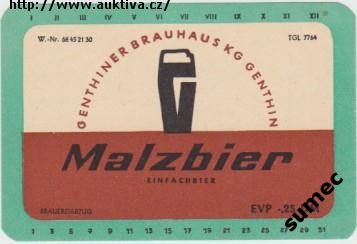 http://www.auktiva.cz/
I II III IV V VI VII VIII IX X XI XII
W.-Nr. 68 45 21 30
TGL 7764
GENTHINER BRAUHAUS KG GENTHIN
Malzbier
EINFACHBIER
BRAUEREIABZUG
EVP -.25
1 3 5 7 9 11 13 15 17 19 21 23 25 27 29 31
sumec